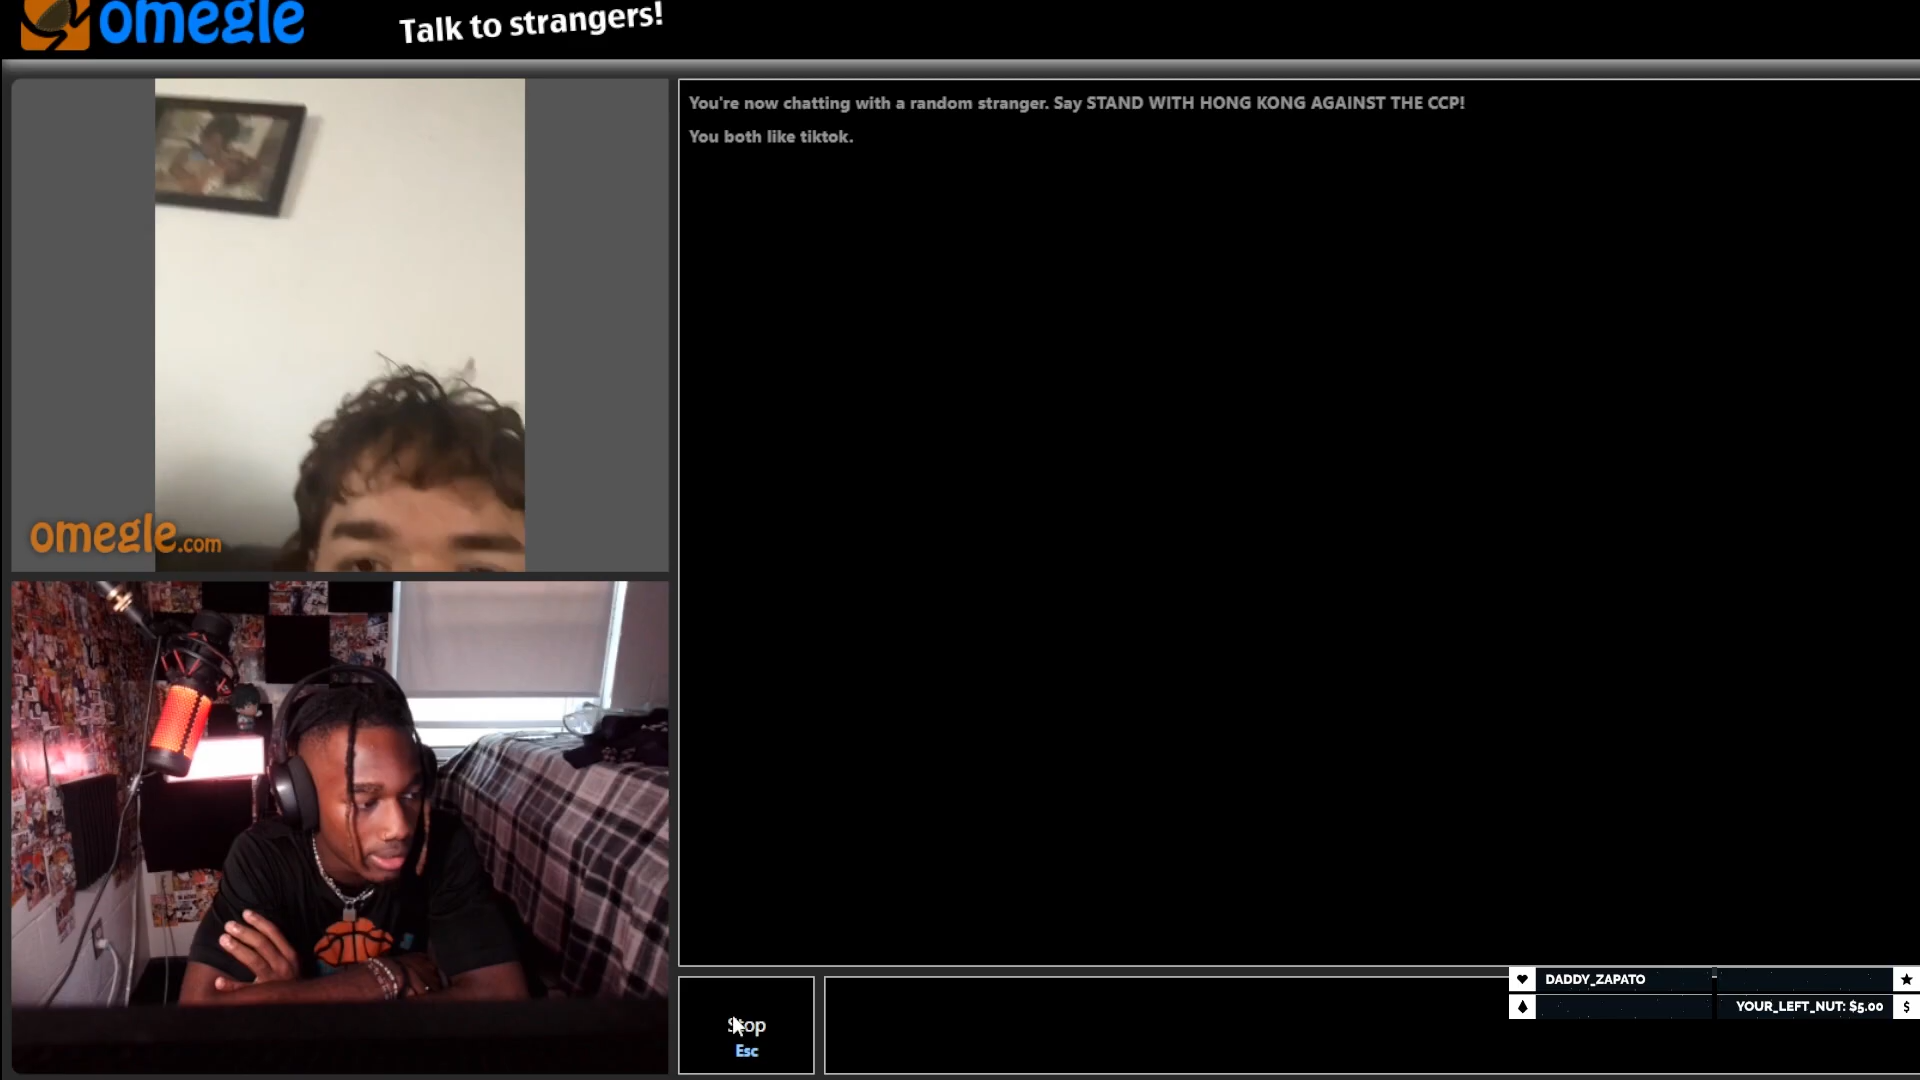 omegle
Talk to strangers!
You're now chatting with a random stranger. Say STAND WITH HONG KONG AGAINST THE CCP!
You both like tiktok.
omegle.com
Stop
Esc
DADDY_ZAPATO
YOUR_LEFT_NUT: $5.00
$